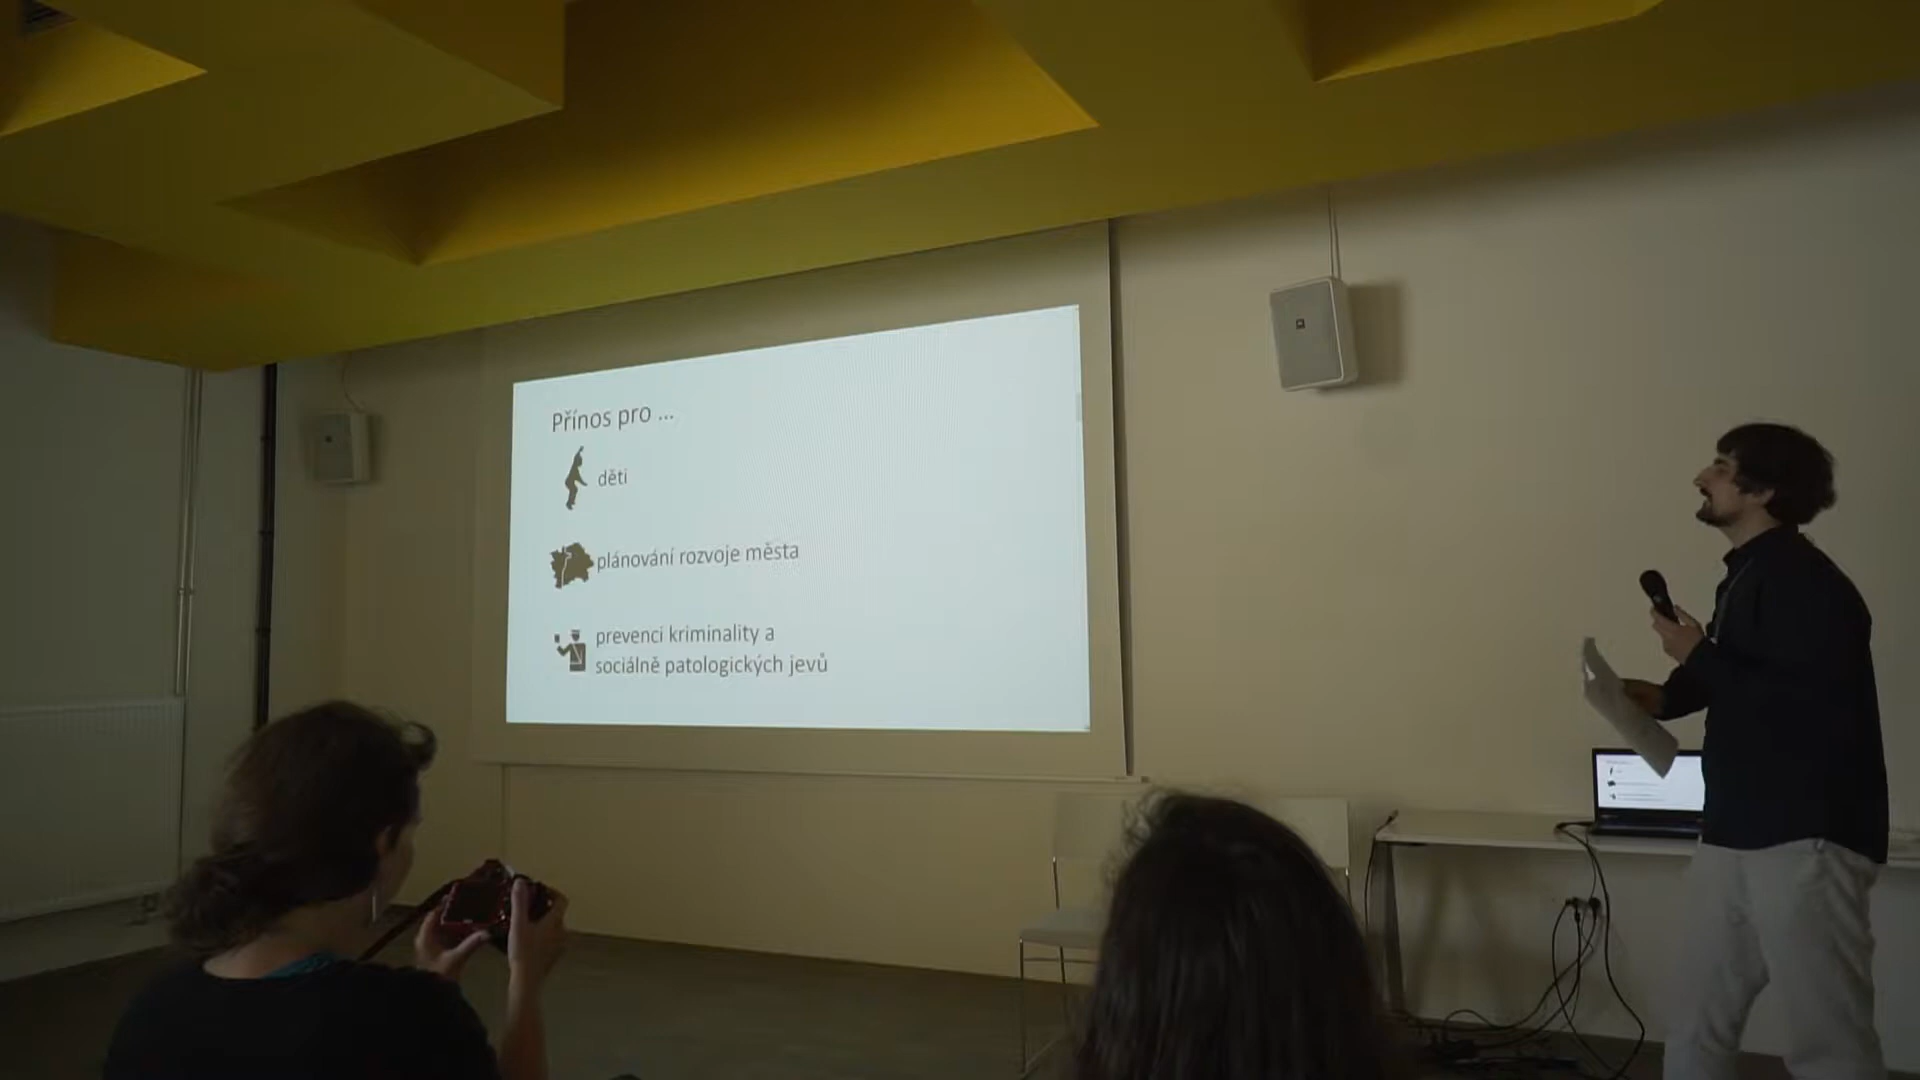 Přínos pro ...
děti
plánování rozvoje města
prevenci kriminality a
sociálně patologických jevů